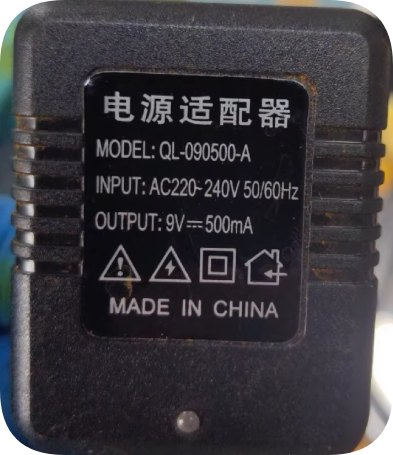 电源适配器
MODEL: QL-090500-A
INPUT: AC220~240V 50/60Hz
OUTPUT: 9V⎓500mA
MADE IN CHINA